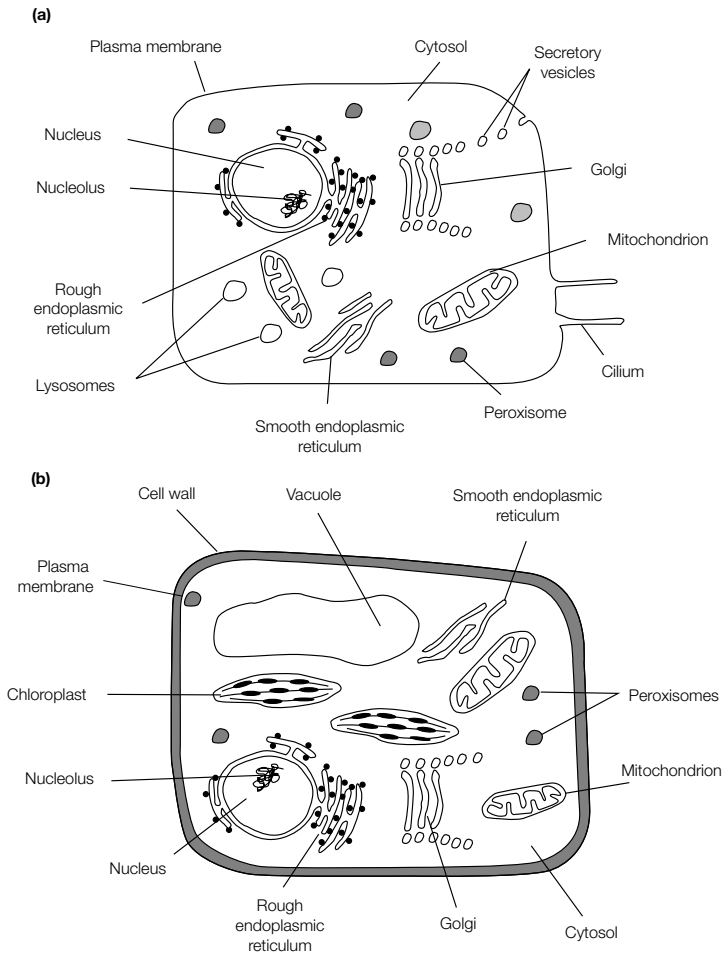 (a)
Plasma membrane
Cytosol
Secretory
vesicles
Nucleus
Golgi
Nucleolus
Mitochondrion
Rough
endoplasmic
reticulum
Lysosomes
Cilium
Peroxisome
Smooth endoplasmic
reticulum
(b)
Cell wall
Vacuole
Smooth endoplasmic
reticulum
Plasma
membrane
Chloroplast
Peroxisomes
Nucleolus
Mitochondrion
Nucleus
Rough
endoplasmic
reticulum
Golgi
Cytosol